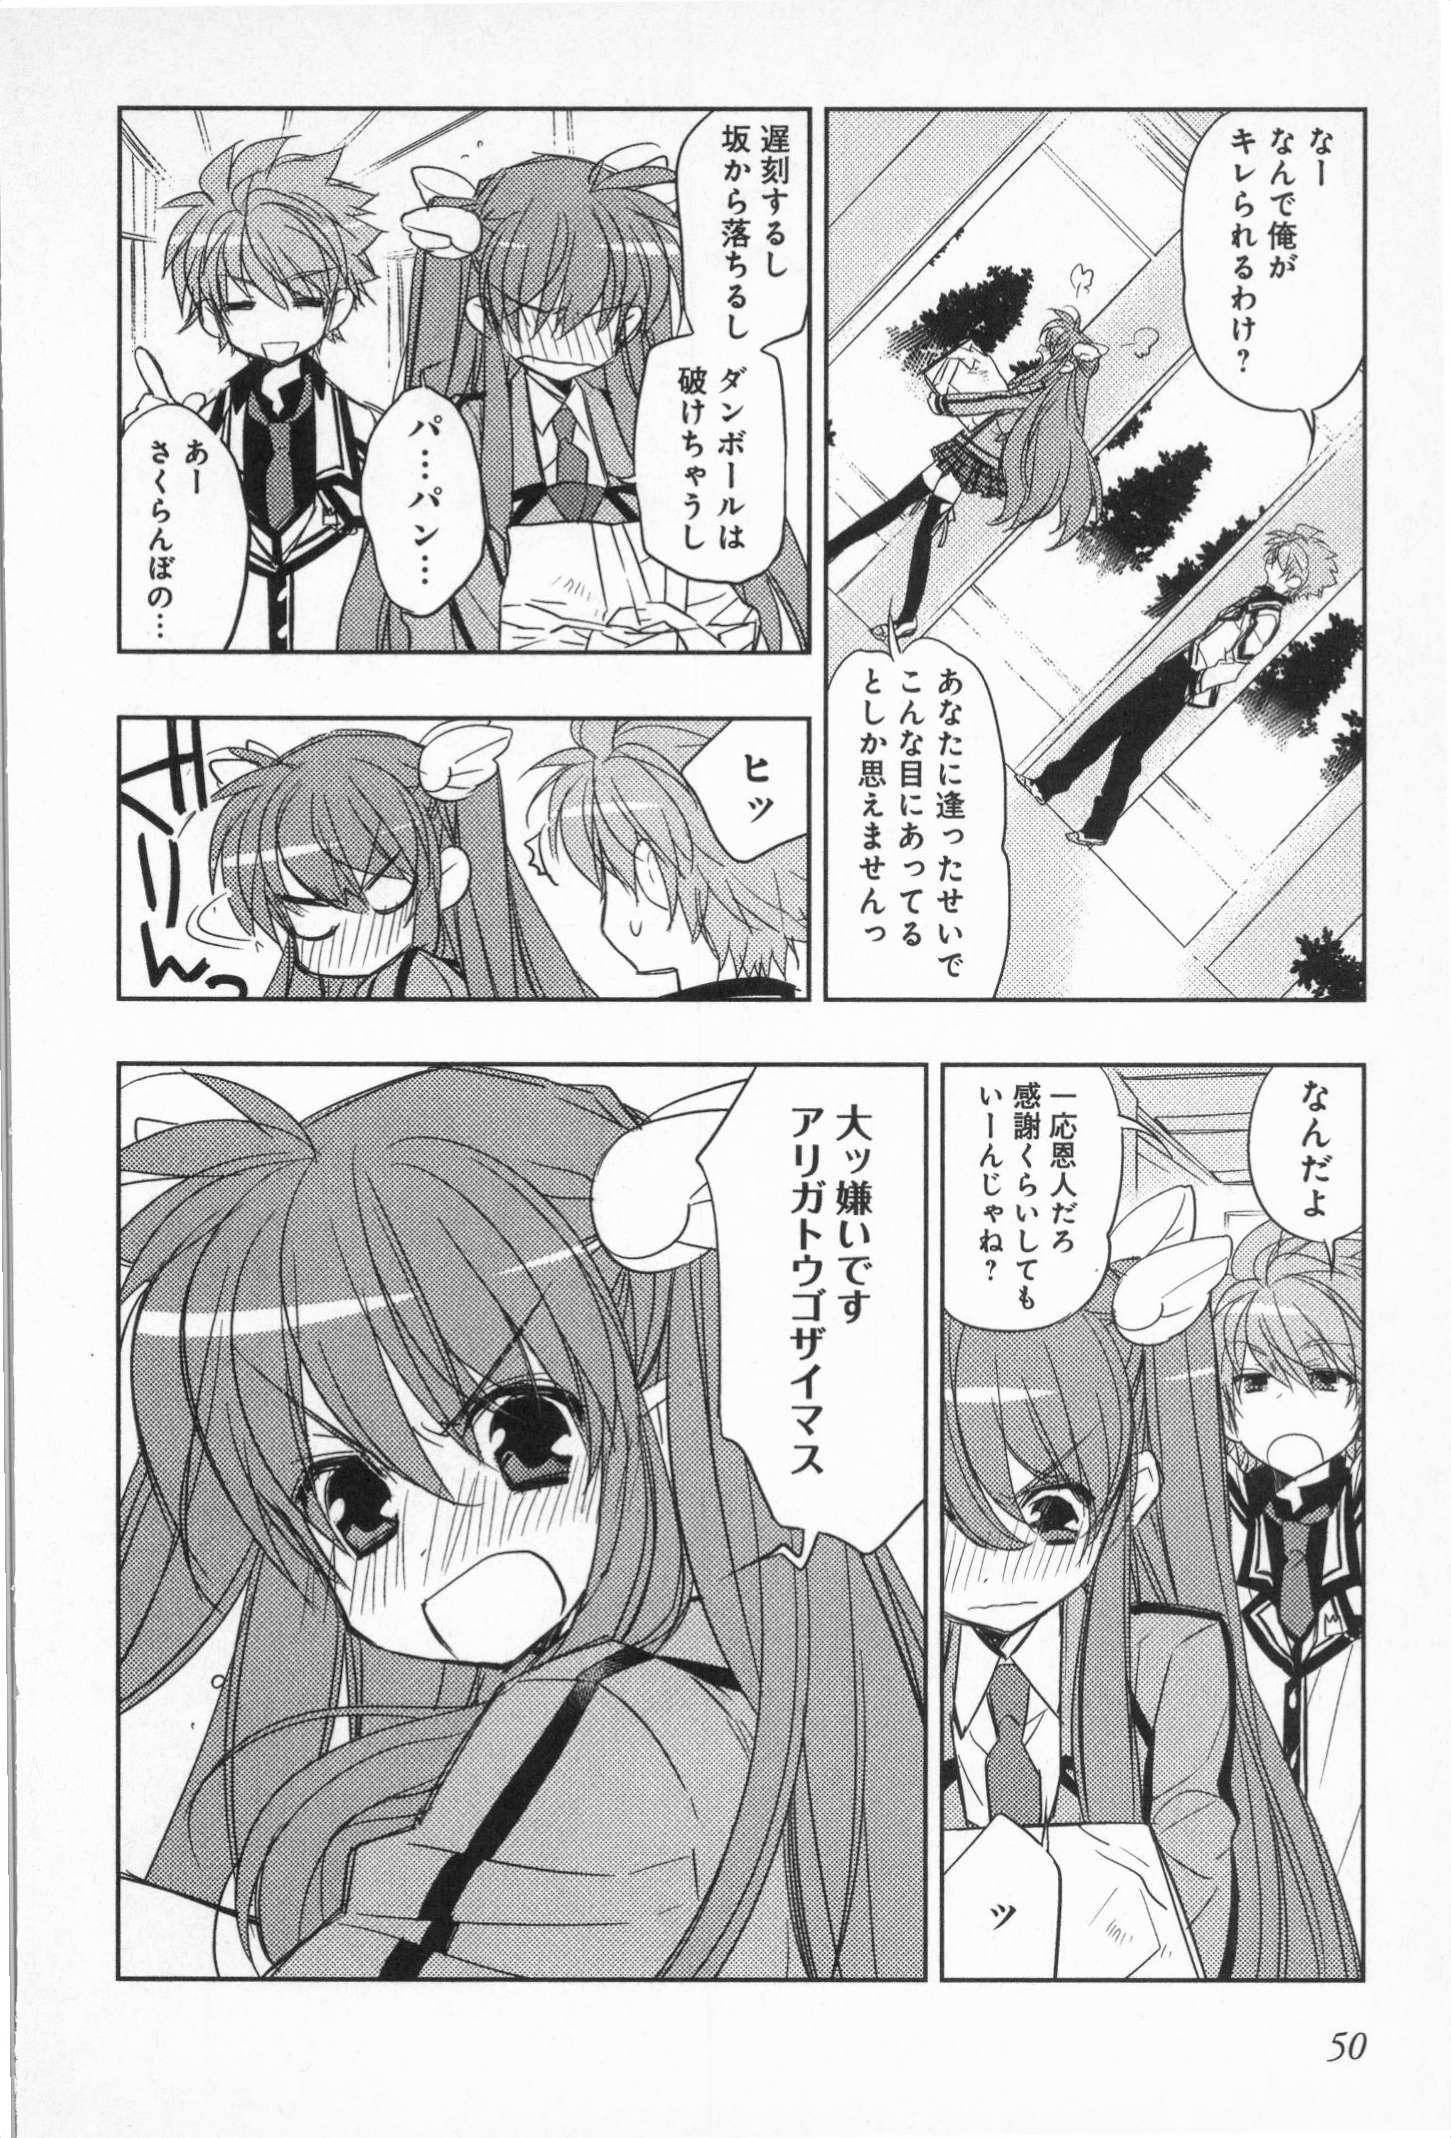 なー
なんで俺が
キレられるわけ？
あなたに逢ったせいで
こんな目にあってる
としか思えませんっ
遅刻するし
坂から落ちるし
ダンボールは
破けちゃうし
パ…パン…
あー
さくらんぼの…
ヒッ
ギリんっ
なんだよ
一応恩人だろ
感謝くらいしても
いーんじゃね？
ッ
大ッ嫌いです
アリガトウゴザイマス
50